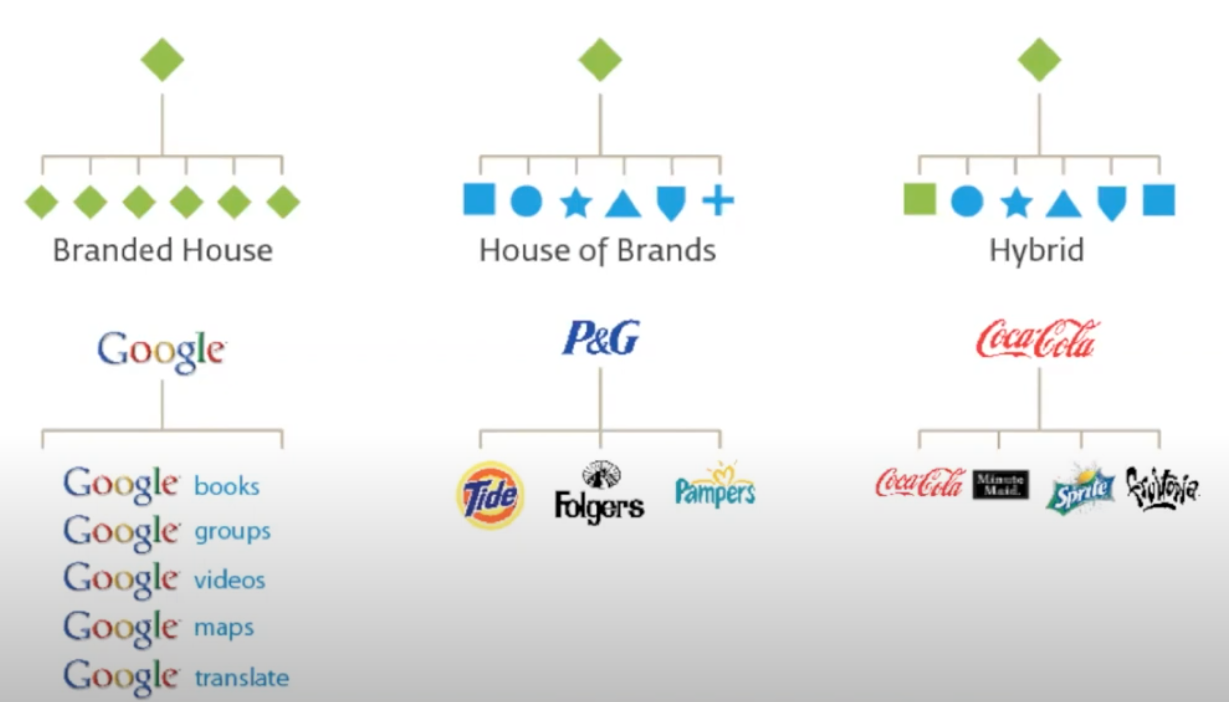 Branded House
House of Brands
Hybrid
Google
P&G
Coca-Cola
Google books
Google groups
Google videos
Google maps
Google translate
Tide
Folgers
Pampers
Coca-Cola
Minute
Maid.
Sprite
Fruitopia